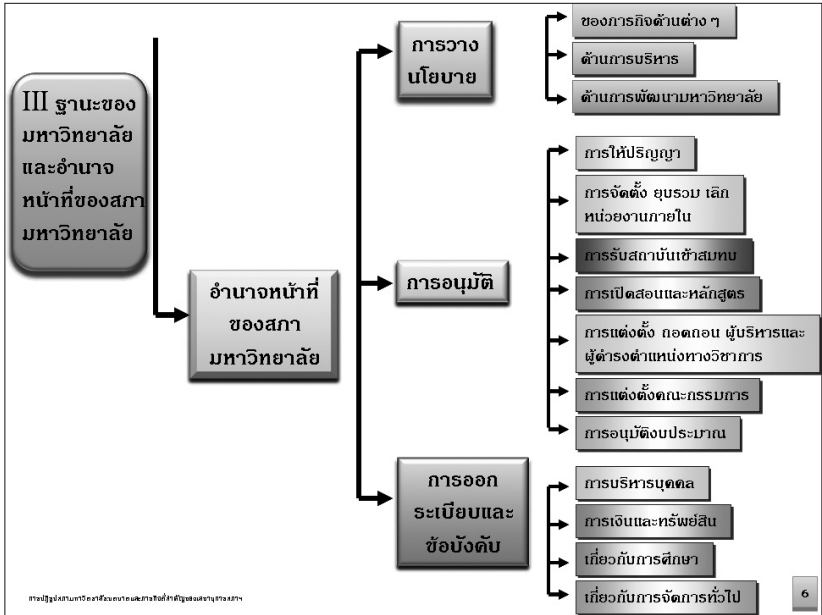 III ฐานะของ
มหาวิทยาลัย
และอำนาจ
หน้าที่ของสภา
มหาวิทยาลัย
อำนาจหน้าที่
ของสภา
มหาวิทยาลัย
การวาง
นโยบาย
ของภารกิจด้านต่าง ๆ
ด้านการบริหาร
ด้านการพัฒนามหาวิทยาลัย
การอนุมัติ
การให้ปริญญา
การจัดตั้ง ยุบรวม เลิก
หน่วยงานภายใน
การรับสถาบันเข้าสมทบ
การเปิดสอนและหลักสูตร
การแต่งตั้ง ถอดถอน ผู้บริหารและ
ผู้ดำรงตำแหน่งทางวิชาการ
การแต่งตั้งคณะกรรมการ
การอนุมัติงบประมาณ
การออก
ระเบียบและ
ข้อบังคับ
การบริหารบุคคล
การเงินและทรัพย์สิน
เกี่ยวกับการศึกษา
เกี่ยวกับการจัดการทั่วไป
6